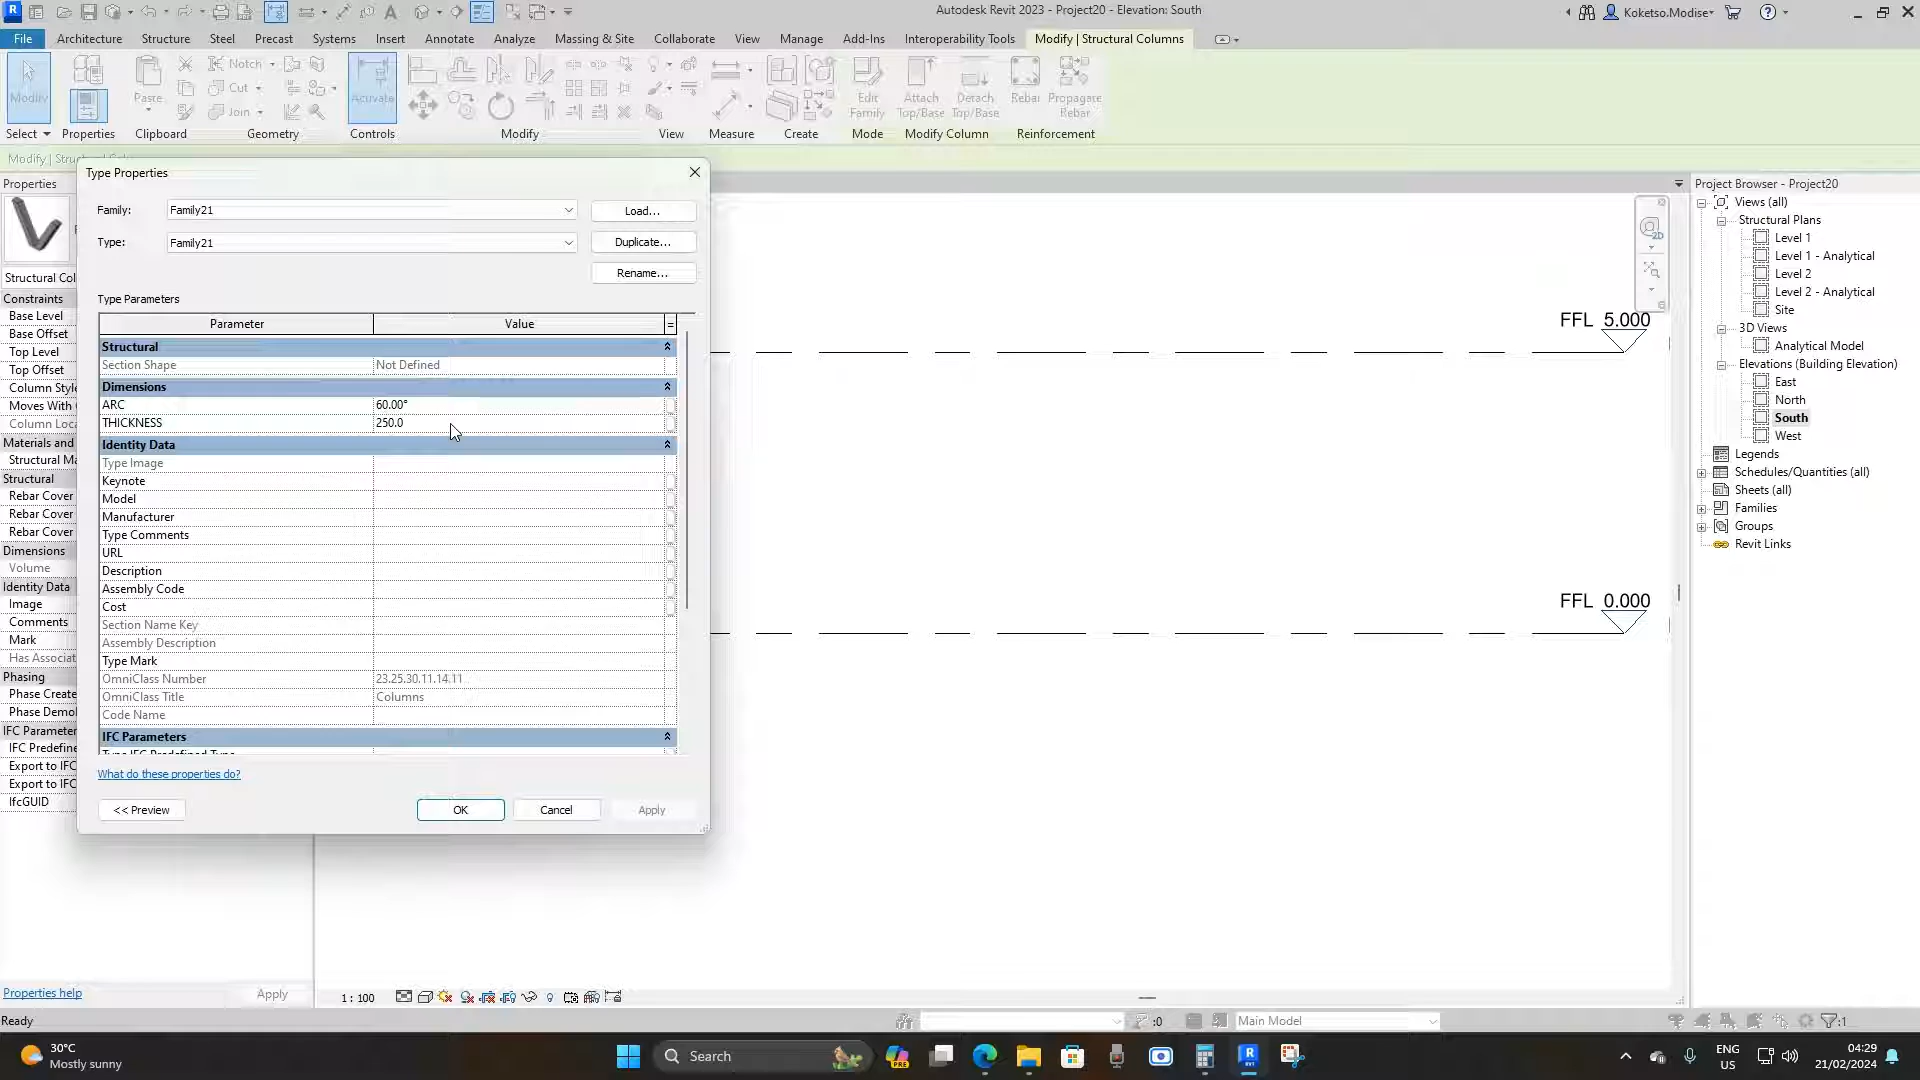 Autodesk Revit 2023 - Project20 - Elevation: South
Koketso.Modise
File Architecture Structure Steel Precast Systems Insert Annotate Analyze Massing & Site Collaborate View Manage Add-Ins Interoperability Tools Modify | Structural Columns
Modify
Paste
Notch
Cut
Join
Activate
Edit Family
Attach Top/Base
Detach Top/Base
Rebar
Propagate Rebar
Select Properties Clipboard Geometry Controls Modify View Measure Create Mode Modify Column Reinforcement
Properties
Structural Col
Constraints
Base Level
Base Offset
Top Level
Top Offset
Column Style
Moves With
Column Loca
Materials and
Structural Ma
Structural
Rebar Cover
Rebar Cover
Rebar Cover
Dimensions
Volume
Identity Data
Image
Comments
Mark
Has Associat
Phasing
Phase Create
Phase Demol
IFC Parameter
IFC Predefine
Export to IFC
Export to IFC
IfcGUID
Properties help
Apply
Type Properties
Family: Family21 Load...
Type: Family21 Duplicate...
Rename...
Type Parameters
Parameter Value =
Structural
Section Shape Not Defined
Dimensions
ARC 60.00°
THICKNESS 250.0
Identity Data
Type Image
Keynote
Model
Manufacturer
Type Comments
URL
Description
Assembly Code
Cost
Section Name Key
Assembly Description
Type Mark
OmniClass Number 23.25.30.11.14.11
OmniClass Title Columns
Code Name
IFC Parameters
Type IFC Predefined Type
What do these properties do?
<< Preview OK Cancel Apply
2D
FFL 5.000
FFL 0.000
Project Browser - Project20
Views (all)
Structural Plans
Level 1
Level 1 - Analytical
Level 2
Level 2 - Analytical
Site
3D Views
Analytical Model
Elevations (Building Elevation)
East
North
South
West
Legends
Schedules/Quantities (all)
Sheets (all)
Families
Groups
Revit Links
1 : 100
Ready
:0
Main Model
:1
30°C
Mostly sunny
Search
PRE
ENG
US
04:29
21/02/2024